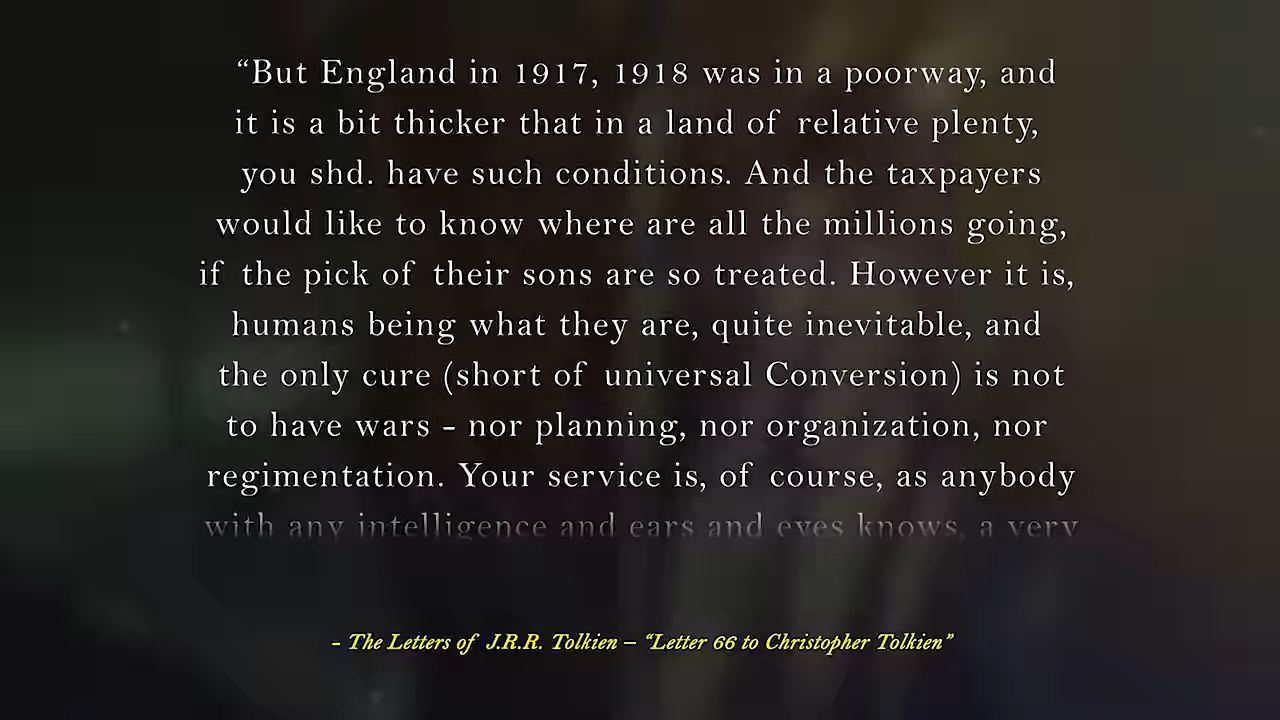 “But England in 1917, 1918 was in a poorway, and
it is a bit thicker that in a land of relative plenty,
you shd. have such conditions. And the taxpayers
would like to know where are all the millions going,
if the pick of their sons are so treated. However it is,
humans being what they are, quite inevitable, and
the only cure (short of universal Conversion) is not
to have wars – nor planning, nor organization, nor
regimentation. Your service is, of course, as anybody
with any intelligence and ears and eyes knows, a very
– The Letters of J.R.R. Tolkien – “Letter 66 to Christopher Tolkien”